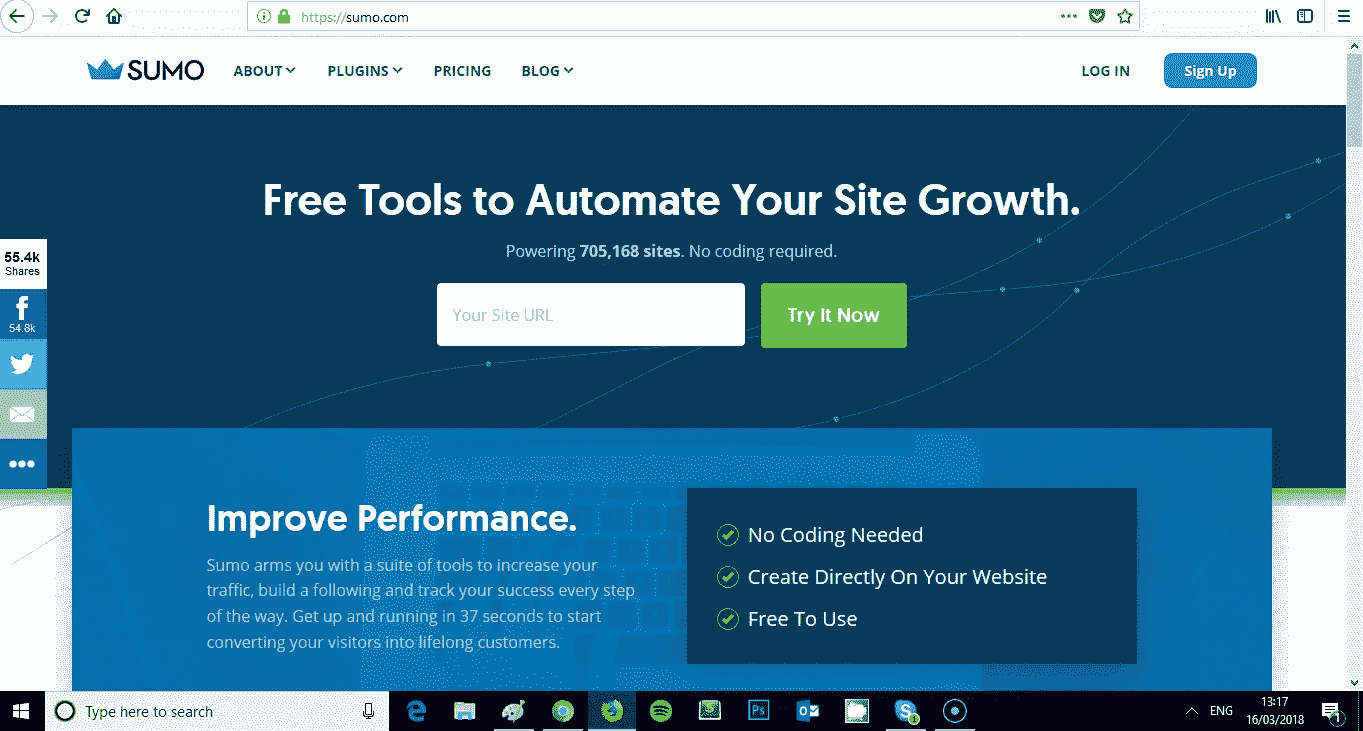 https://sumo.com
SUMO ABOUT PLUGINS PRICING BLOG LOG IN Sign Up
Free Tools to Automate Your Site Growth.
Powering 705,168 sites. No coding required.
Your Site URL Try It Now
55.4k
Shares
54.8k
Improve Performance.
Sumo arms you with a suite of tools to increase your
traffic, build a following and track your success every step
of the way. Get up and running in 37 seconds to start
converting your visitors into lifelong customers.
No Coding Needed
Create Directly On Your Website
Free To Use
Type here to search
Ps
S 1
ENG
13:17
16/03/2018
1